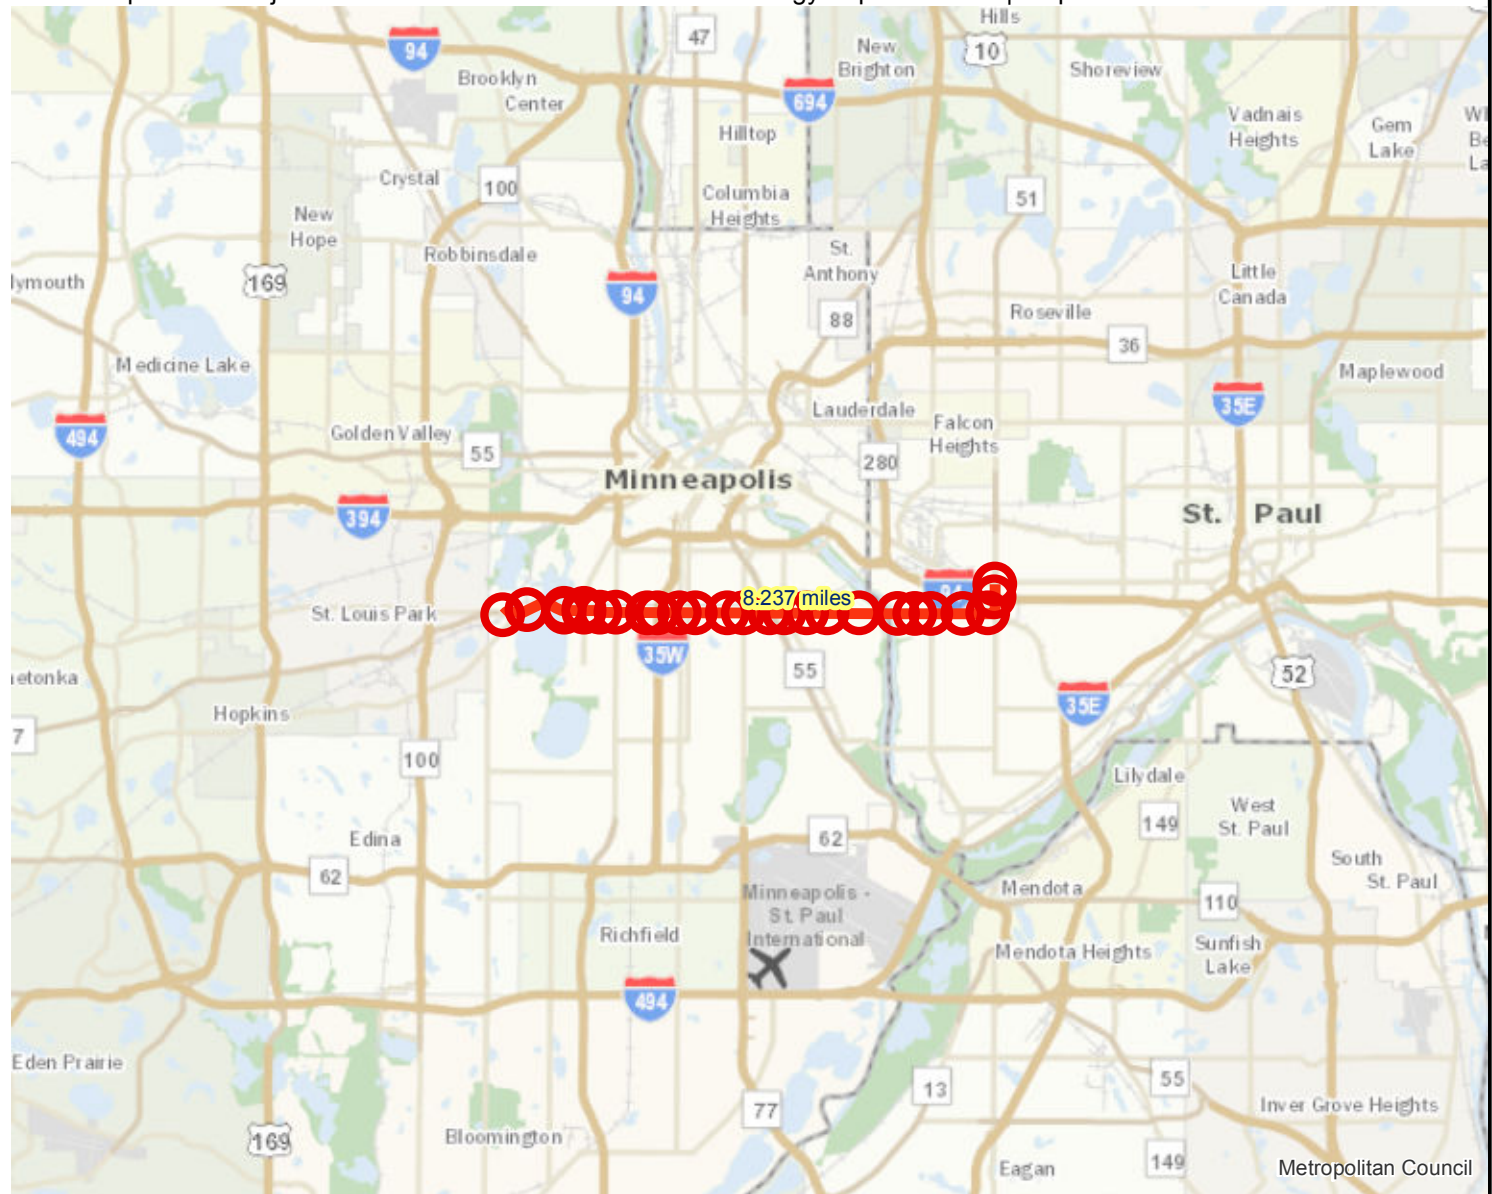 Hills
47
94
10
New
Brighton
Shoreview
Brooklyn
Center
694
Vadnais
Heights
Gem
Lake
Hilltop
Crystal
100
Columbia
Heights
51
New
Hope
Robbinsdale
St.
Anthony
169
94
Little
Canada
88
Roseville
36
Medicine Lake
Maplewood
35E
Lauderdale
Falcon
Heights
494
Golden Valley
55
280
Minneapolis
394
St. Paul
94
8.237 miles
St. Louis Park
35W
55
52
Hopkins
35E
7
100
Lilydale
149
West
St. Paul
Edina
62
62
South
St. Paul
Minneapolis -
St. Paul
International
Mendota
110
Richfield
Mendota Heights
Sunfish
Lake
494
Eden Prairie
13
55
77
Inver Grove Heights
169
Bloomington
Eagan
149
Metropolitan Council